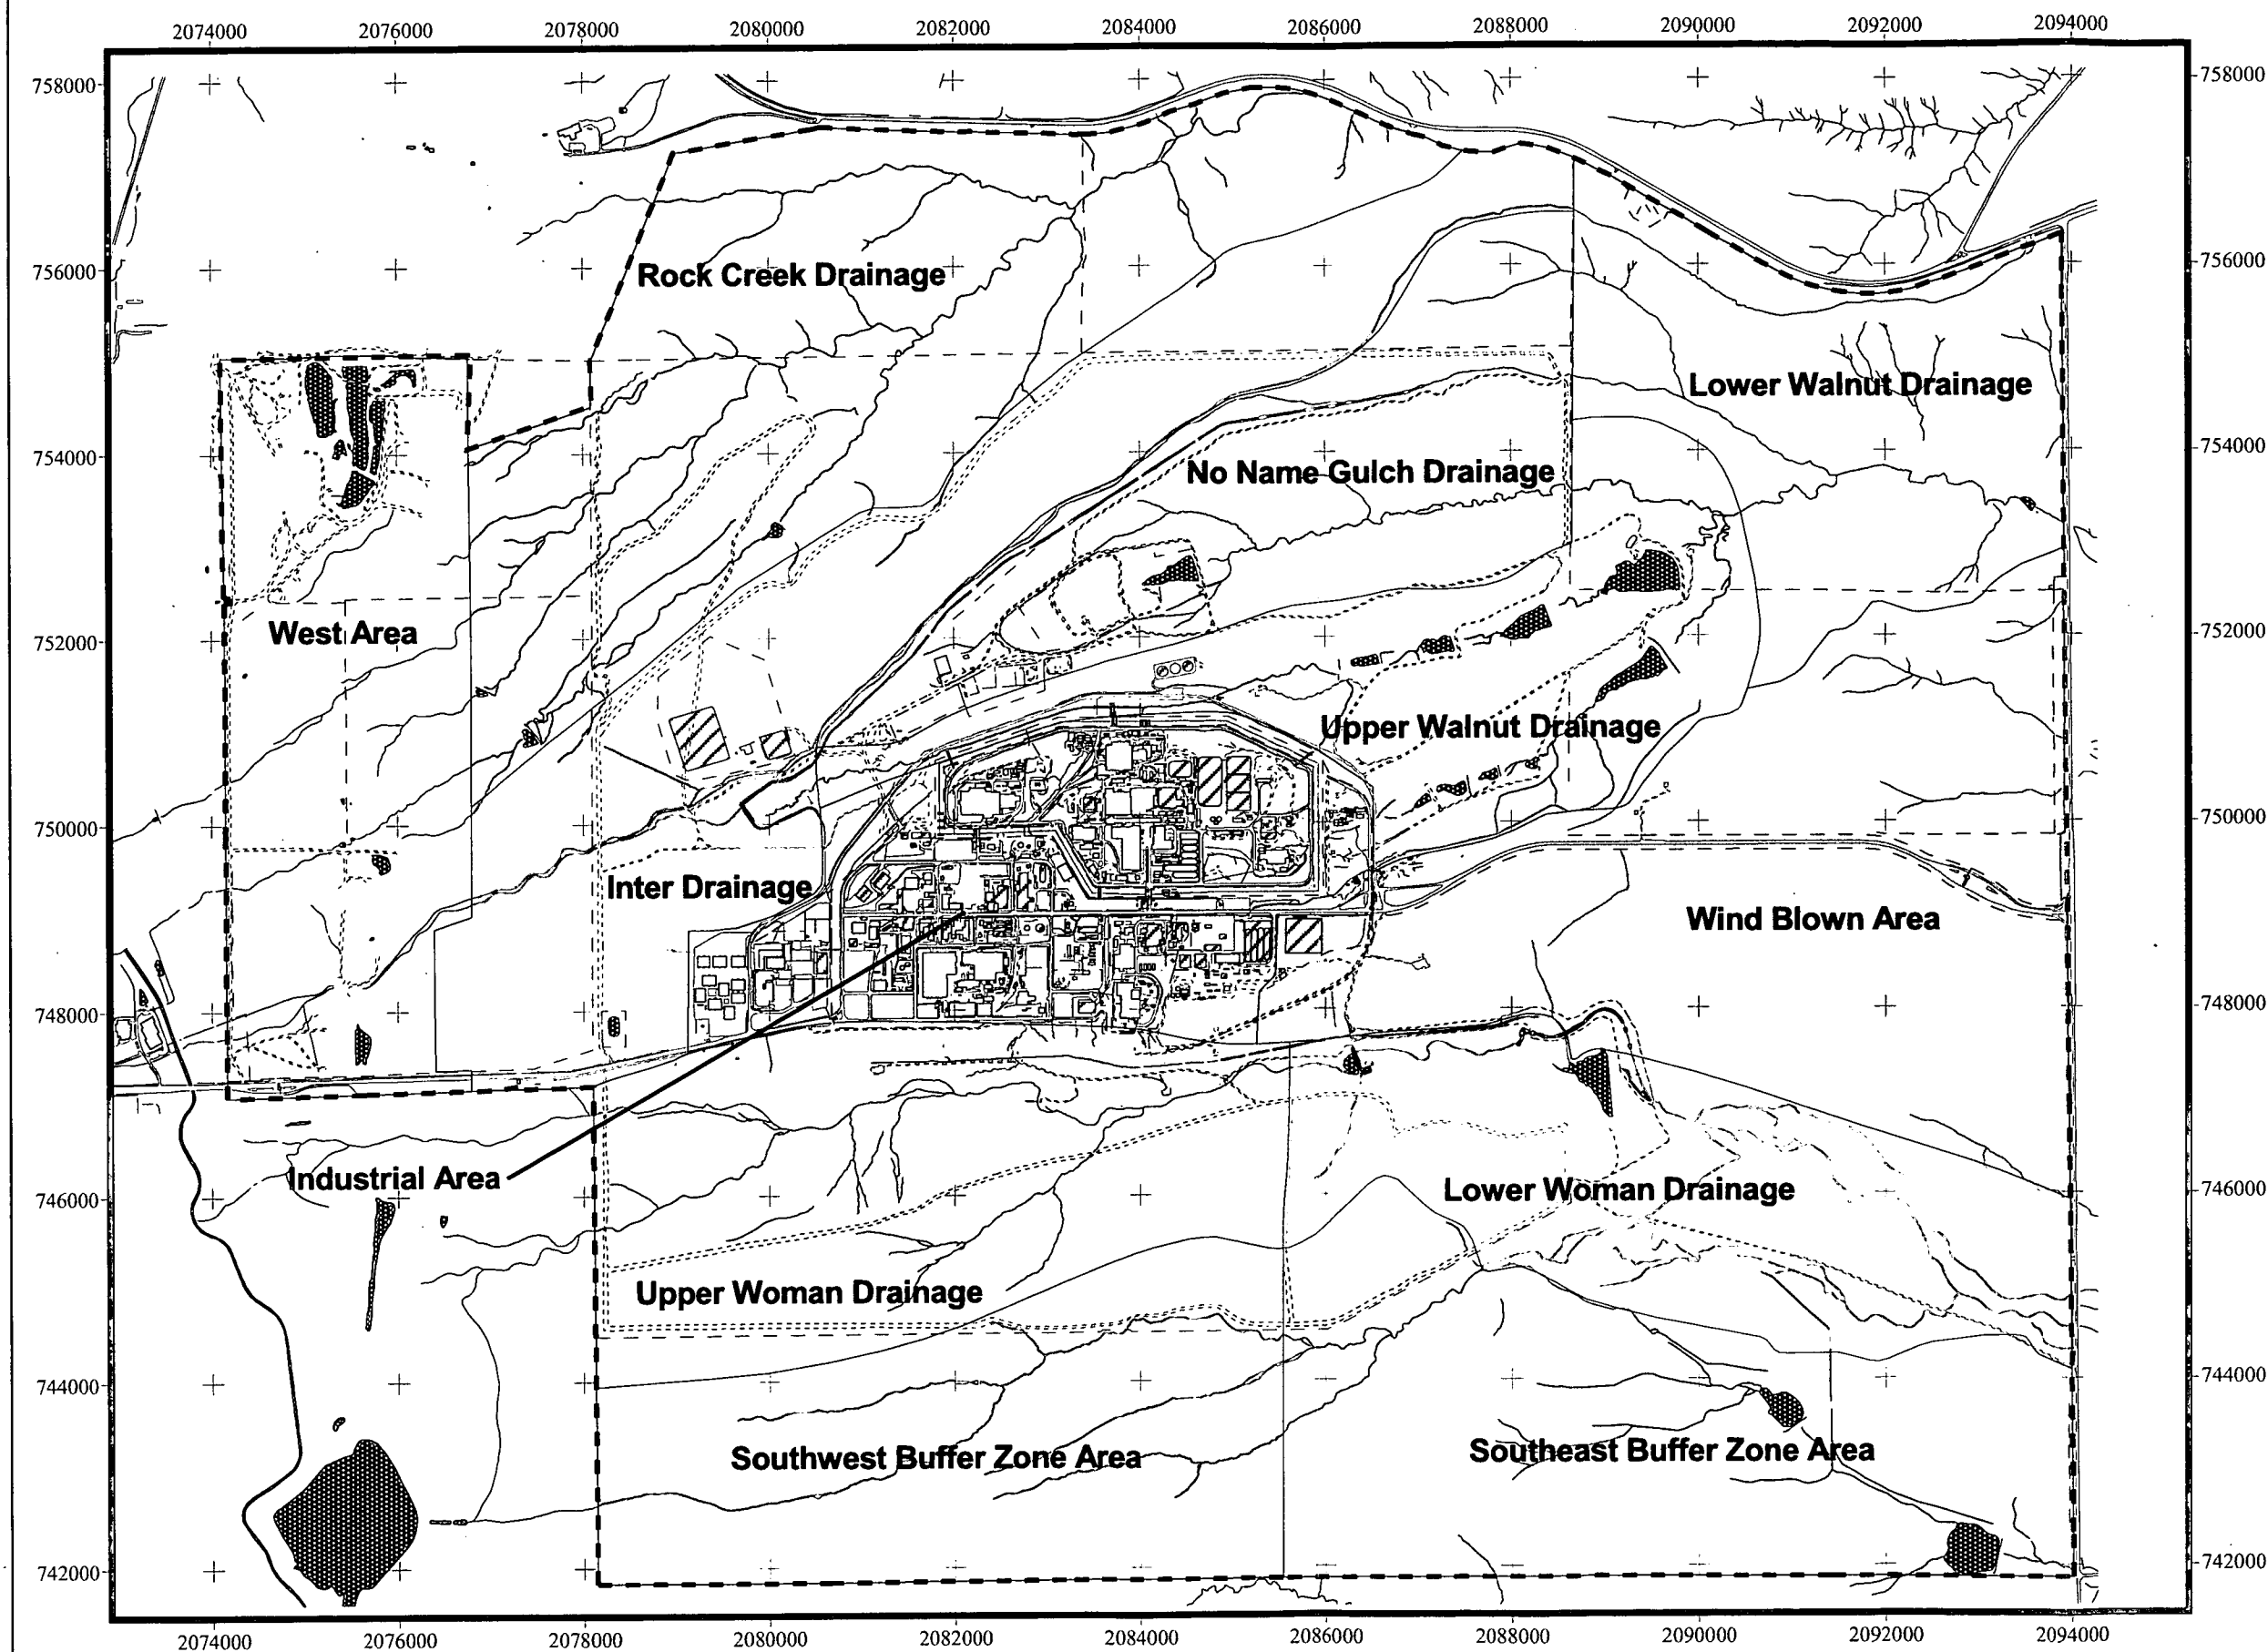 2074000 2076000 2078000 2080000 2082000 2084000 2086000 2088000 2090000 2092000 2094000
758000 758000
756000 Rock Creek Drainage 756000
Lower Walnut Drainage
754000 754000
No Name Gulch Drainage
West Area
752000 752000
Upper Walnut Drainage
750000 750000
Inter Drainage
Wind Blown Area
748000 748000
Industrial Area
746000 Lower Woman Drainage 746000
Upper Woman Drainage
744000 744000
Southwest Buffer Zone Area Southeast Buffer Zone Area
742000 742000
2074000 2076000 2078000 2080000 2082000 2084000 2086000 2088000 2090000 2092000 2094000